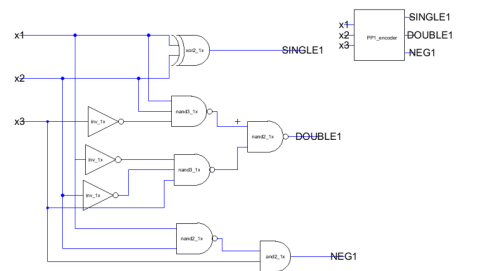 x1
xor2_1x
SINGLE1
x2
nand3_1x
x3
inv_1x
nand2_1x
DOUBLE1
inv_1x
nand3_1x
inv_1x
nand2_1x
and2_1x
NEG1
x1
x2
x3
PP1_encoder
SINGLE1
DOUBLE1
NEG1